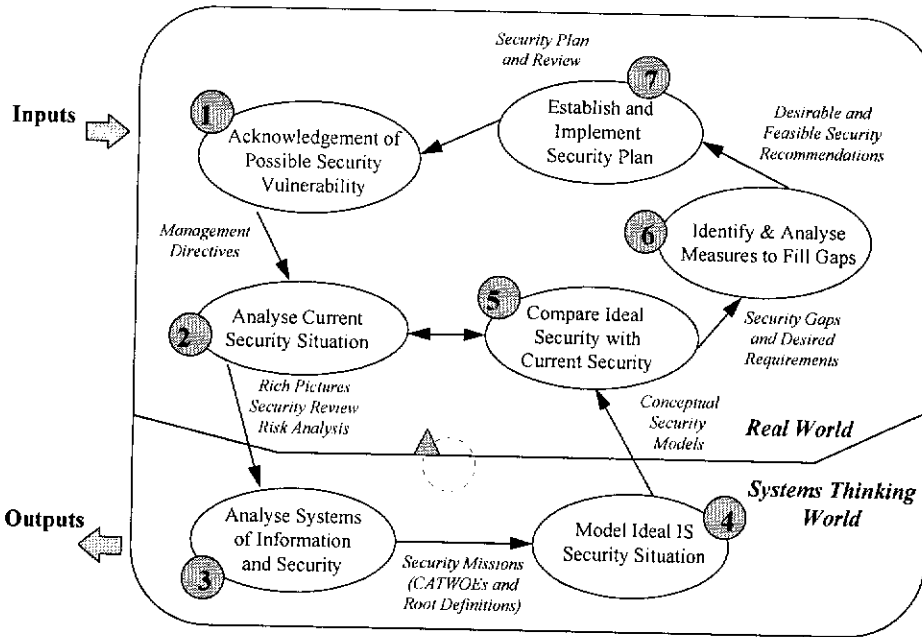 Security Plan
and Review
7
Establish and
Implement
Security Plan
1
Inputs
Acknowledgement of
Possible Security
Vulnerability
Desirable and
Feasible Security
Recommendations
Management
Directives
6
Identify & Analyse
Measures to Fill Gaps
2
Analyse Current
Security Situation
5
Compare Ideal
Security with
Current Security
Security Gaps
and Desired
Requirements
Rich Pictures
Security Review
Risk Analysis
Conceptual
Security
Models
Real World
Systems Thinking
World
Outputs
Analyse Systems
of Information
and Security
3
Security Missions
(CATWOEs and
Root Definitions)
Model Ideal IS
Security Situation
4